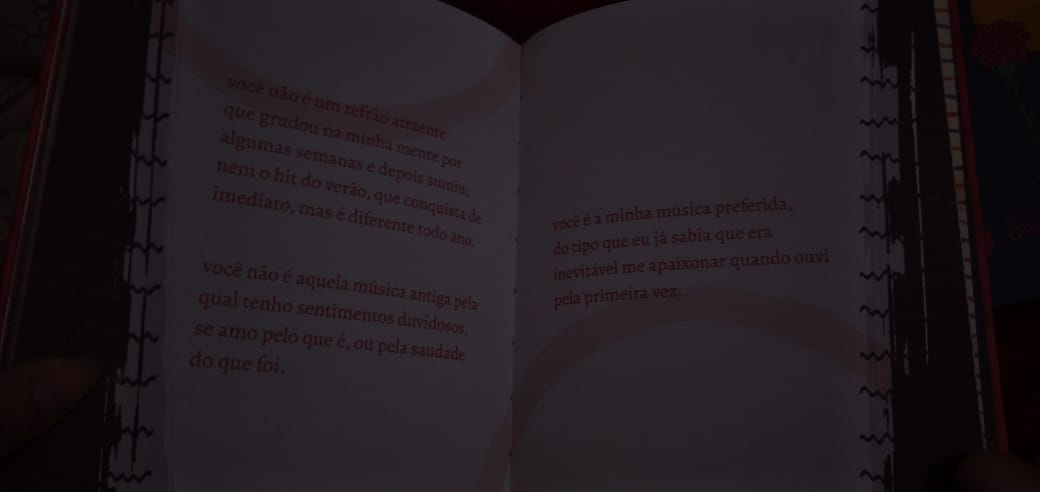 você não é um refrão atraente
que grudou na minha mente por
algumas semanas e depois sumiu;
nem o hit do verão, que conquista de
imediato, mas é diferente todo ano.
você não é aquela música antiga pela
qual tenho sentimentos duvidosos,
se amo pelo que é, ou pela saudade
do que foi.
você é a minha música preferida,
do tipo que eu já sabia que era
inevitável me apaixonar quando ouvi
pela primeira vez.